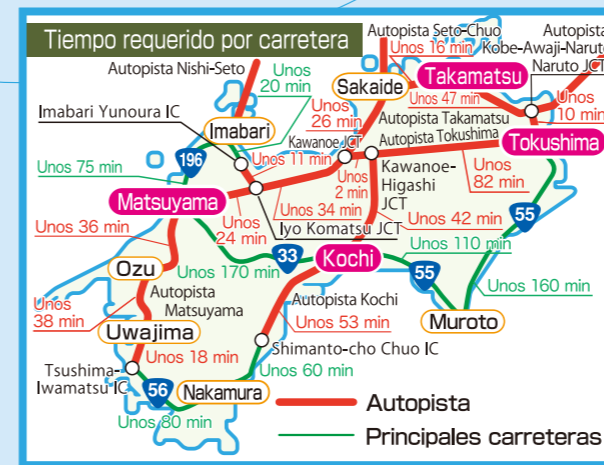 Tiempo requerido por carretera
Autopista Seto-Chuo
Autopista
Unos 16 min
Kobe-Awaji-Naruto
Autopista Nishi-Seto
Unos
20 min
Sakaide
Takamatsu
Naruto JCT
Unos 47 min
Unos
10 min
Imabari Yunoura IC
Unos
26 min
Autopista Takamatsu
Imabari
Kawanoe JCT
Autopista Tokushima
Tokushima
196
Unos 11 min
Unos 75 min
Unos
2 min
Kawanoe-
Higashi
JCT
Unos
82 min
Matsuyama
Unos 34 min
Unos 36 min
Unos
24 min
Iyo Komatsu JCT
Unos 42 min
55
Unos 110 min
Ozu
Unos 170 min
33
Kochi
55
Unos 160 min
Autopista
Matsuyama
Autopista Kochi
Unos
38 min
Uwajima
Unos 53 min
Muroto
Unos 18 min
Shimanto-cho Chuo IC
Tsushima-
Iwamatsu IC
Unos 60 min
56
Nakamura
Autopista
Unos 80 min
Principales carreteras